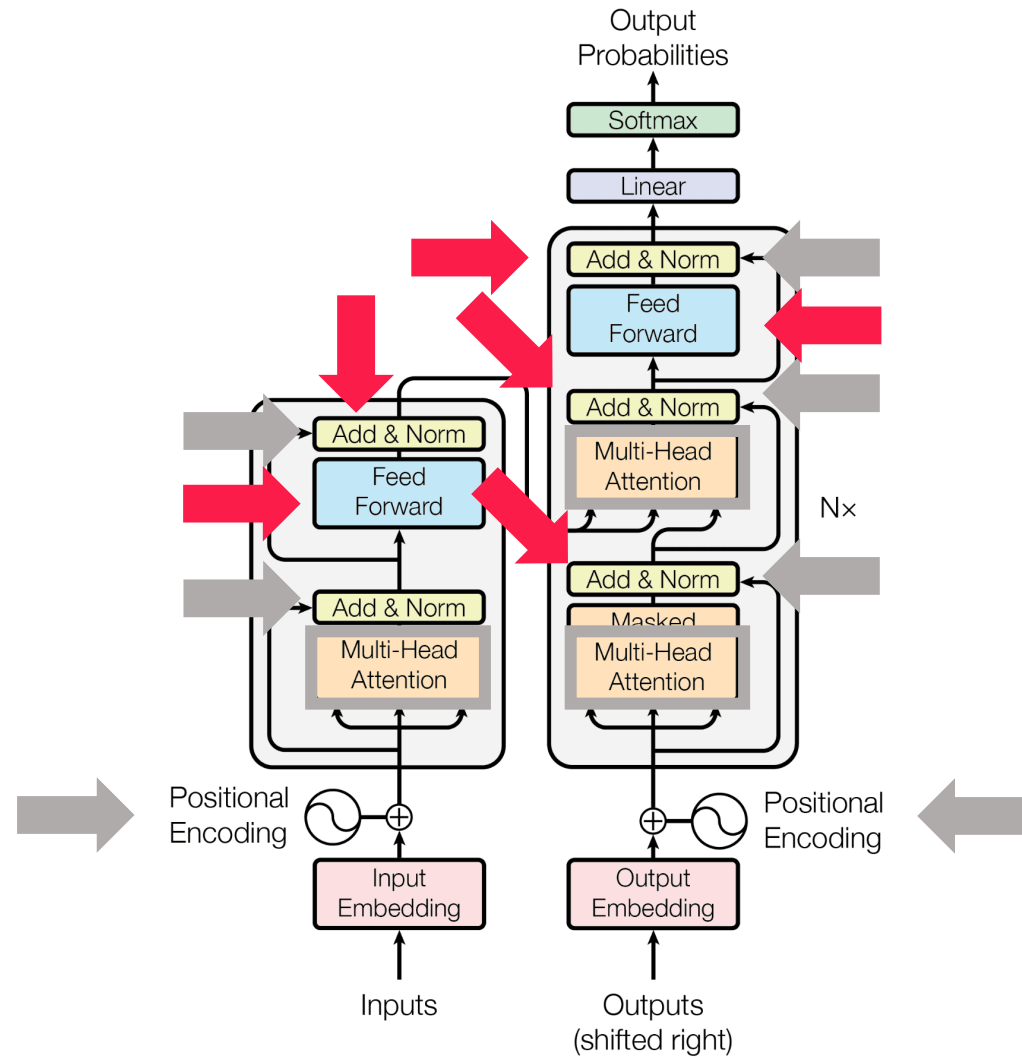 Output
Probabilities
Softmax
Linear
Add & Norm
Feed
Forward
Add & Norm
Multi-Head
Attention
Add & Norm
Masked
Multi-Head
Attention
N×
Add & Norm
Feed
Forward
Add & Norm
Multi-Head
Attention
Positional
Encoding
Positional
Encoding
Input
Embedding
Output
Embedding
Inputs
Outputs
(shifted right)